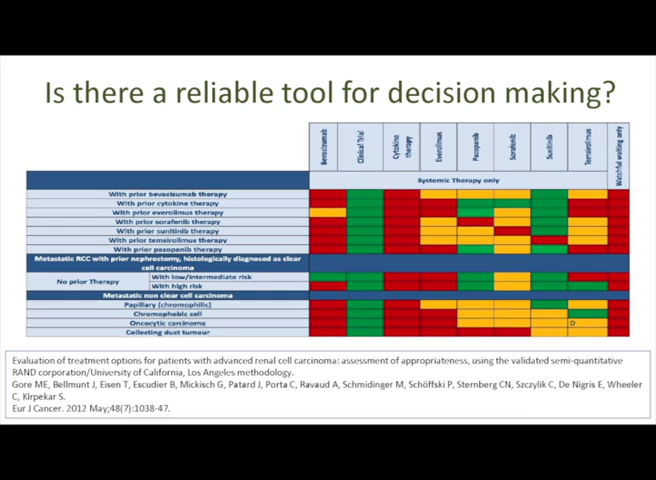 Is there a reliable tool for decision making?
Bevacizumab
Clinical Trial
Cytokine therapy
Everolimus
Pazopanib
Sorafenib
Sunitinib
Temsirolimus
Watchful waiting only
Systemic Therapy only
With prior bevacizumab therapy
With prior cytokine therapy
With prior everolimus therapy
With prior sorafenib therapy
With prior sunitinib therapy
With prior temsirolimus therapy
With prior pazopanib therapy
Metastatic RCC with prior nephrectomy, histologically diagnosed as clear
cell carcinoma
No prior Therapy
With low/intermediate risk
With high risk
Metastatic non clear cell carcinoma
Papillary (chromophilic)
Chromophobic cell
Oncocytic carcinoma
D
Collecting duct tumour
Evaluation of treatment options for patients with advanced renal cell carcinoma: assessment of appropriateness, using the validated semi-quantitative
RAND corporation/University of California, Los Angeles methodology.
Gore ME, Bellmunt J, Eisen T, Escudier B, Mickisch G, Patard J, Porta C, Ravaud A, Schmidinger M, Schöffski P, Sternberg CN, Szczylik C, De Nigris E, Wheeler
C, Kirpekar S.
Eur J Cancer. 2012 May;48(7):1038-47.